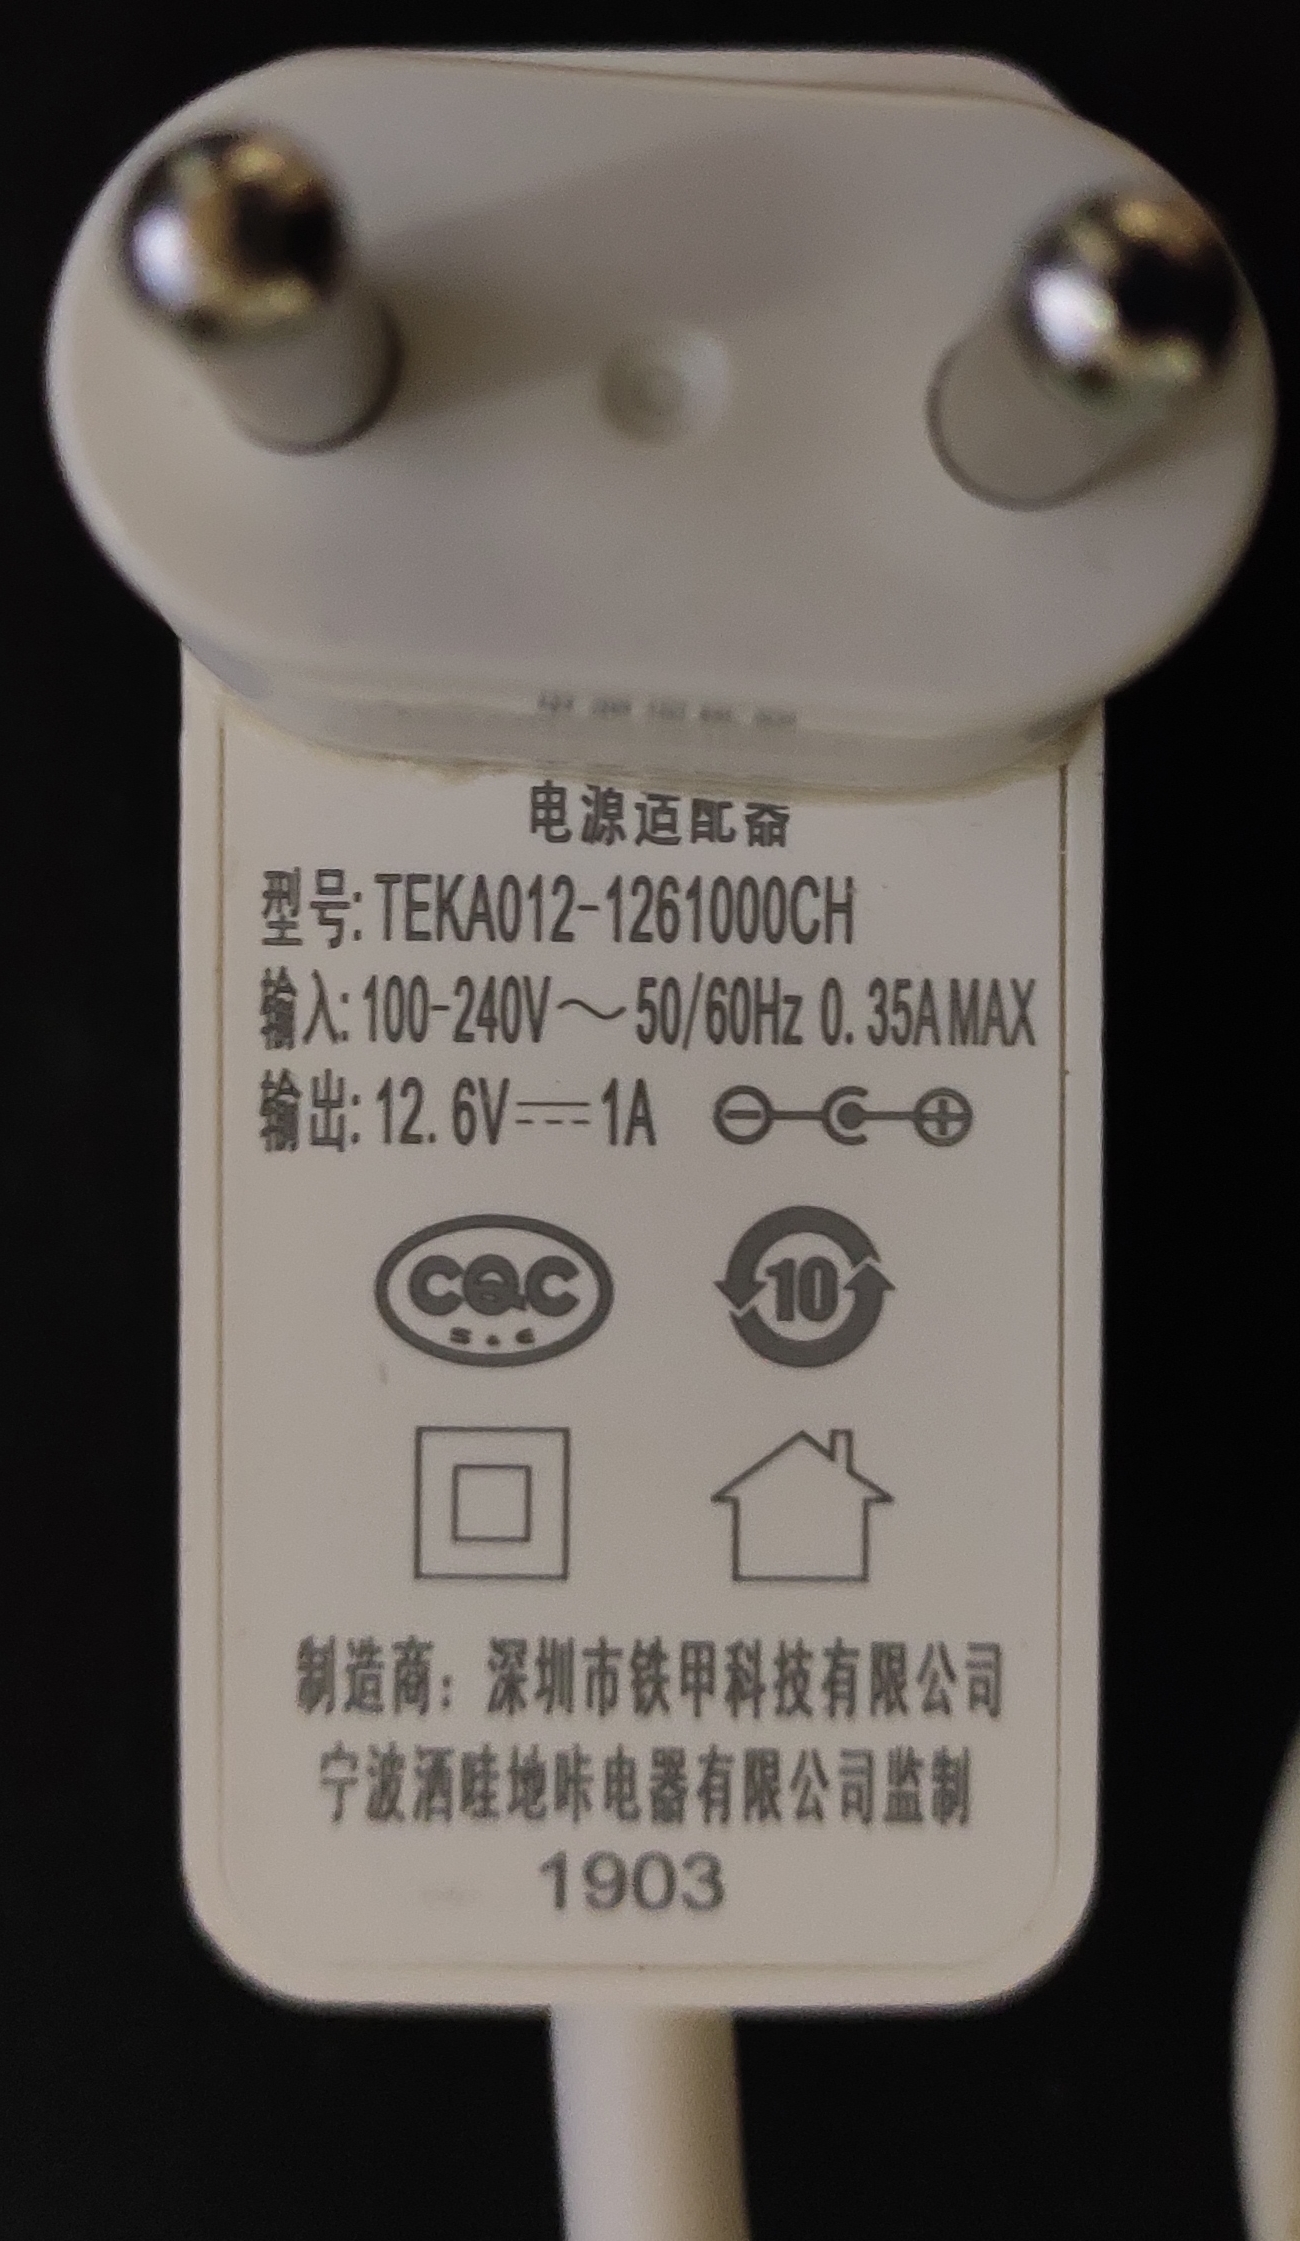 电源适配器
型号: TEKA012-1261000CH
输入: 100-240V～50/60Hz 0.35A MAX
输出: 12.6V⎓1A
CQC
S&E
10
制造商：深圳市铁甲科技有限公司
宁波洒哇地咔电器有限公司监制
1903